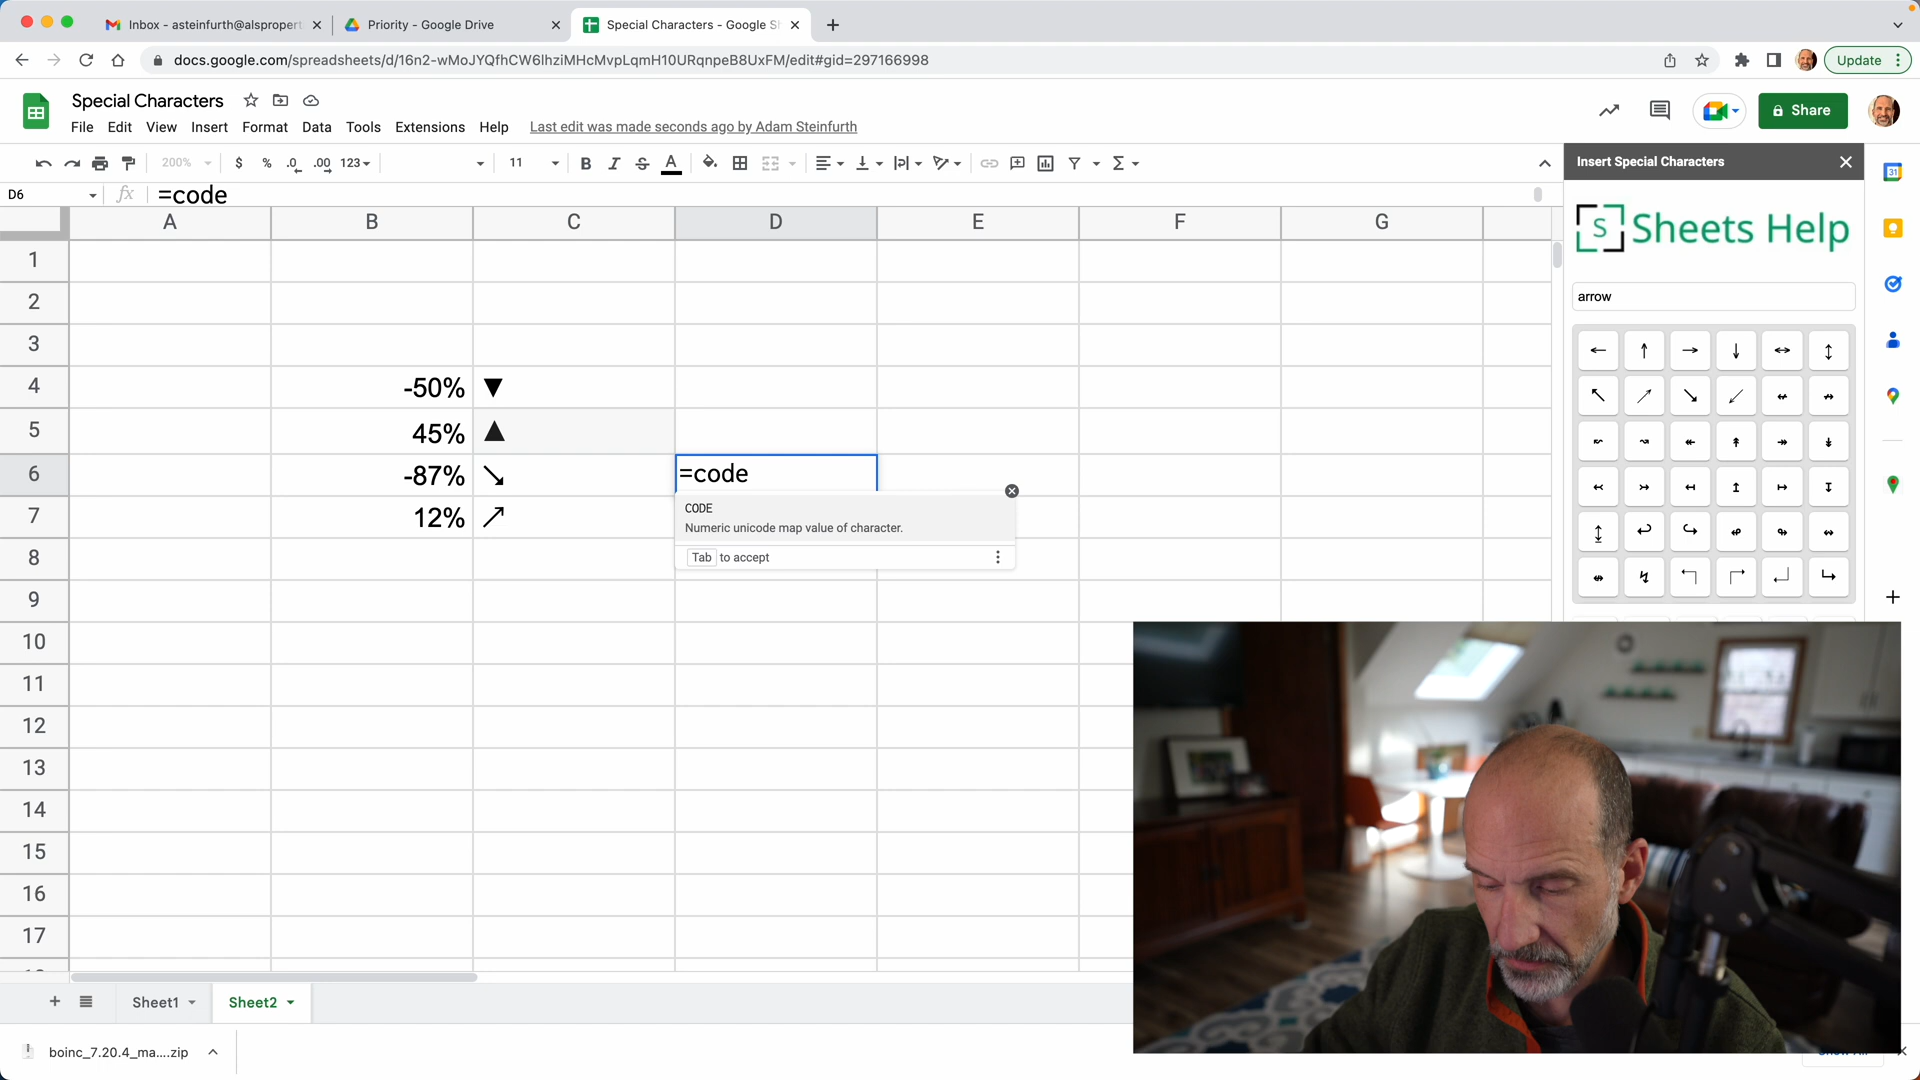 Inbox - asteinfurth@alspropert
Priority - Google Drive
Special Characters - Google Sh
docs.google.com/spreadsheets/d/16n2-wMoJYQfhCW6lhziMHcMvpLqmH10URqnpeB8UxFM/edit#gid=297166998
Update
Special Characters
File Edit View Insert Format Data Tools Extensions Help Last edit was made seconds ago by Adam Steinfurth
Share
200% $ % .0 .00 123 11 B I S A Σ
Insert Special Characters
D6 fx =code
S Sheets Help
A B C D E F G
arrow
1
2
3
4 -50% ▼
5 45% ▲
6 -87% ↘ =code
CODE
Numeric unicode map value of character.
Tab to accept
7 12% ↗
8
9
10
11
12
13
14
15
16
17
31
Sheet1 Sheet2
boinc_7.20.4_ma....zip